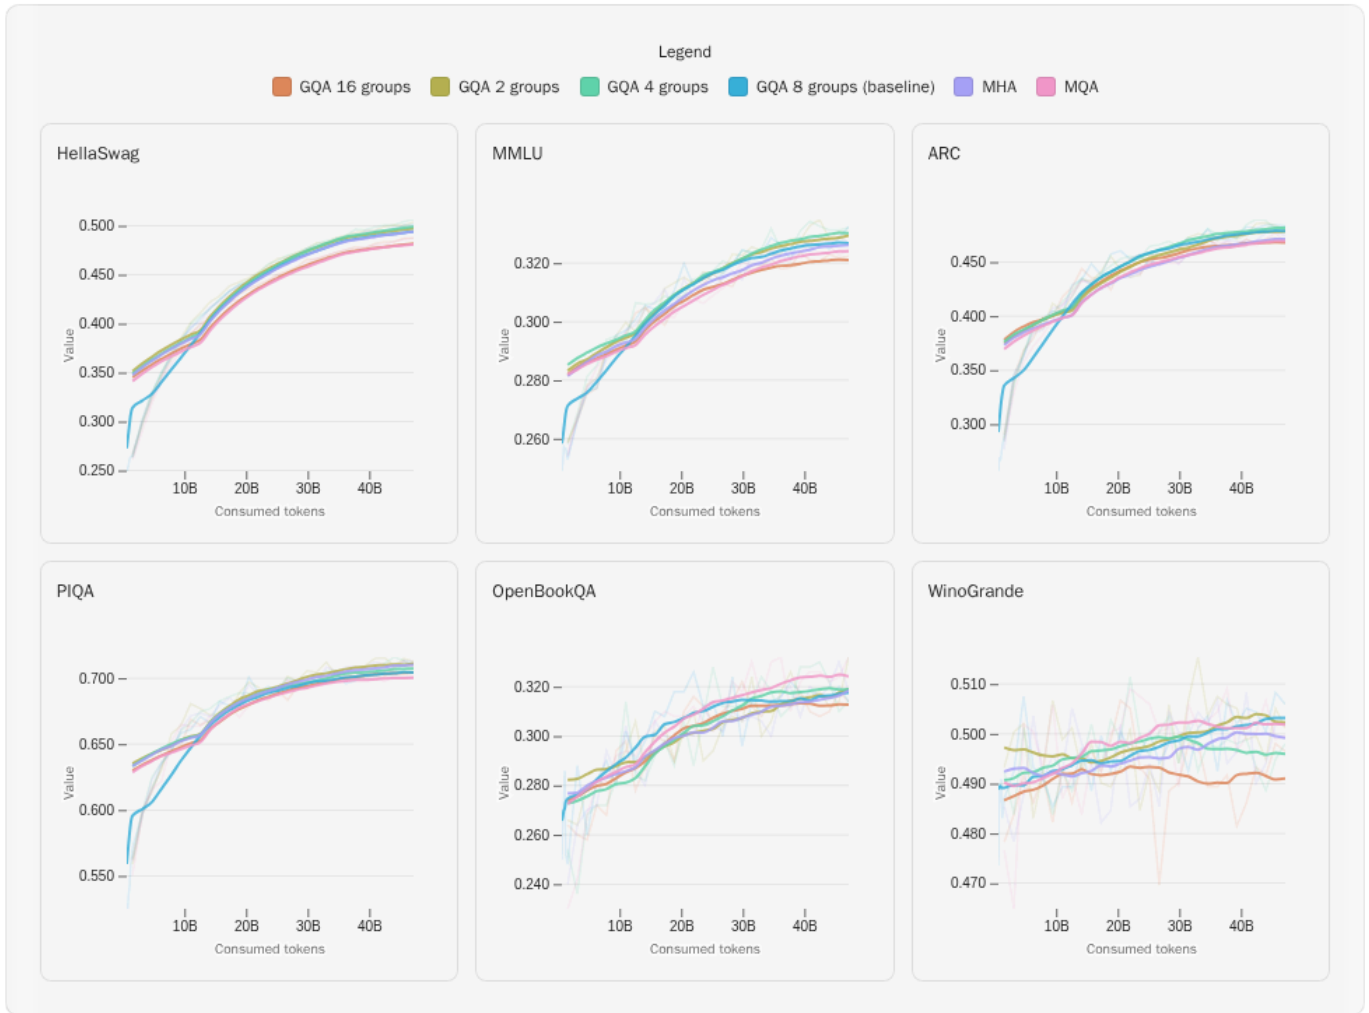 Legend
GQA 16 groups GQA 2 groups GQA 4 groups GQA 8 groups (baseline) MHA MQA
HellaSwag
Value
0.500
0.450
0.400
0.350
0.300
0.250
10B 20B 30B 40B
Consumed tokens
MMLU
Value
0.320
0.300
0.280
0.260
10B 20B 30B 40B
Consumed tokens
ARC
Value
0.450
0.400
0.350
0.300
10B 20B 30B 40B
Consumed tokens
PIQA
Value
0.700
0.650
0.600
0.550
10B 20B 30B 40B
Consumed tokens
OpenBookQA
Value
0.320
0.300
0.280
0.260
0.240
10B 20B 30B 40B
Consumed tokens
WinoGrande
Value
0.510
0.500
0.490
0.480
0.470
10B 20B 30B 40B
Consumed tokens